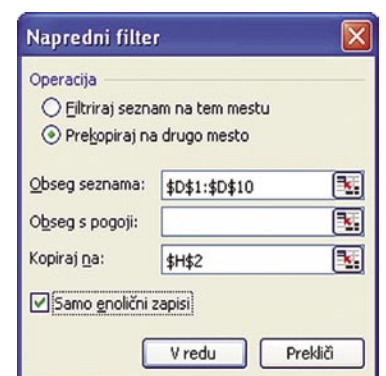 Napredni filter
Operacija
Filtriraj seznam na tem mestu
Prekopiraj na drugo mesto
Obseg seznama: $D$1:$D$10
Obseg s pogoji:
Kopiraj na: $H$2
Samo enolični zapisi
V redu Prekliči